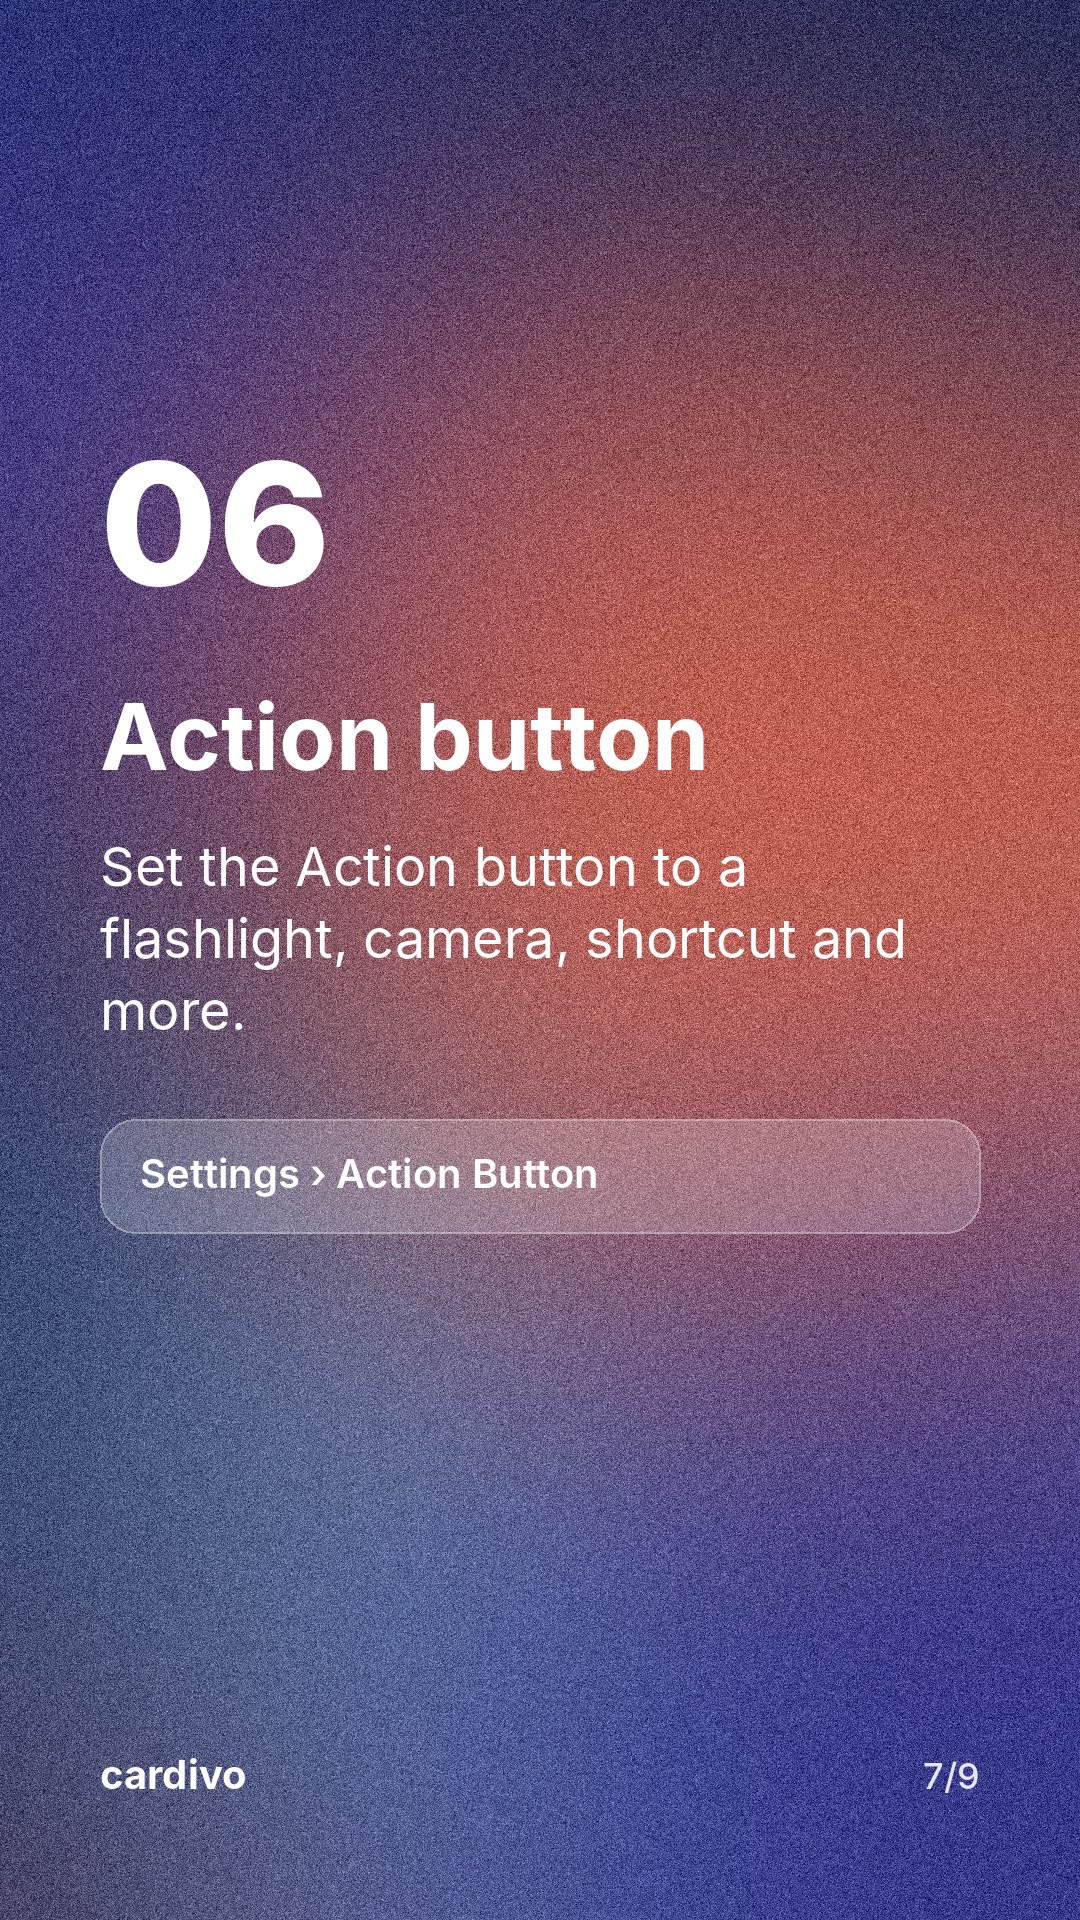 06
Action button
Set the Action button to a
flashlight, camera, shortcut and
more.
Settings › Action Button
cardivo
7/9